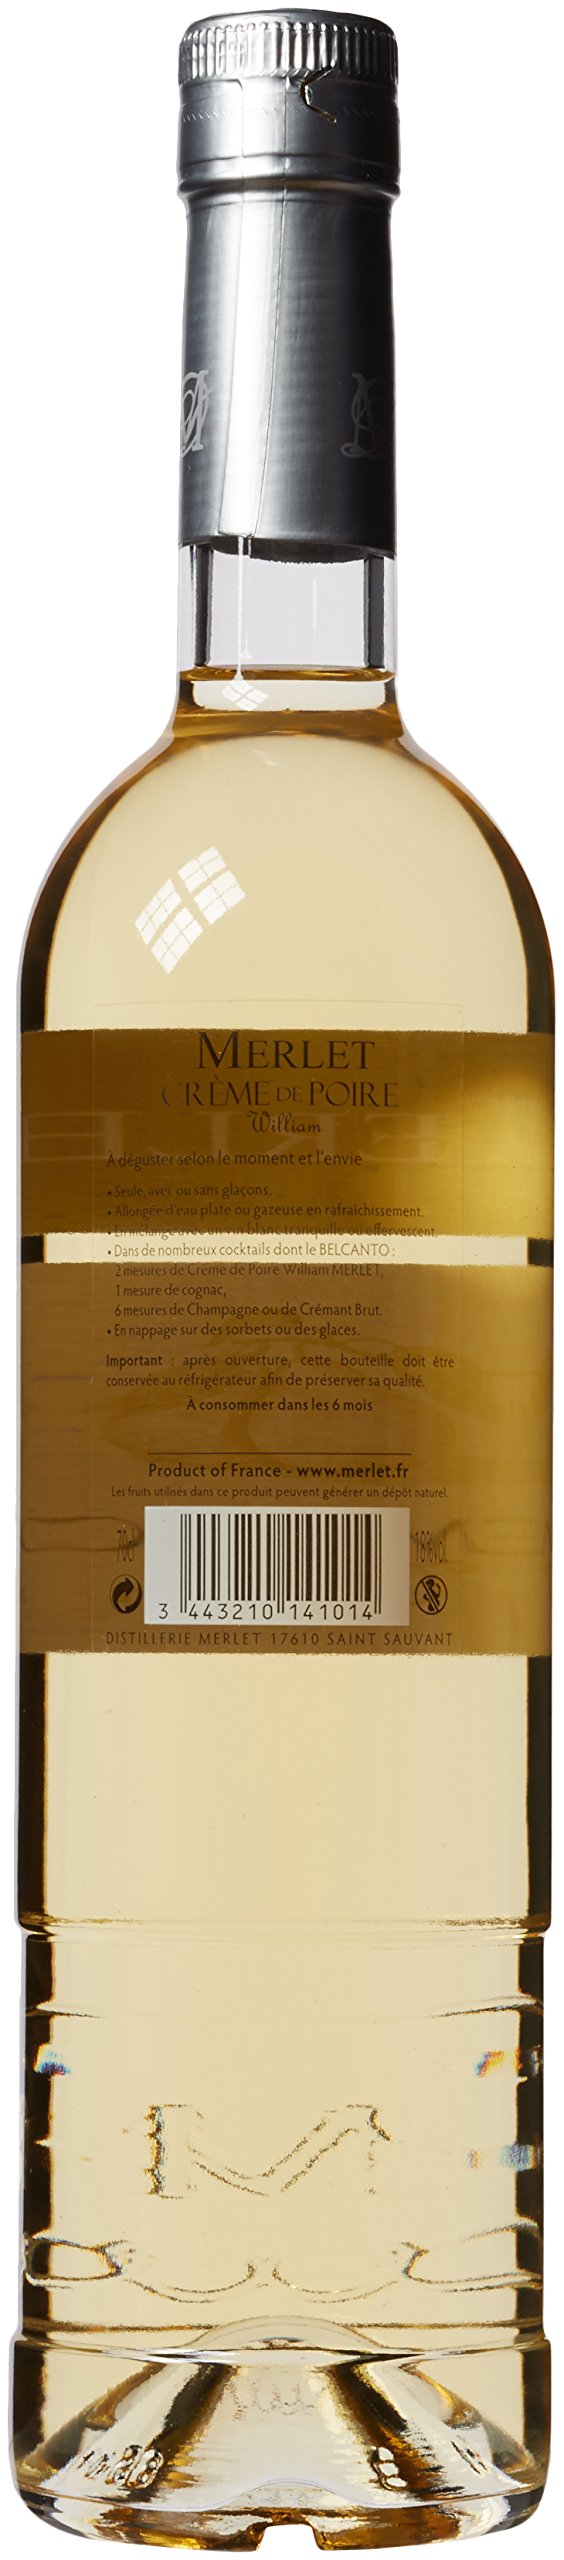 MERLET
CRÈME DE POIRE
William
À déguster selon le moment et l'envie
• Seule, avec ou sans glaçons.
• Allongée d'eau plate ou gazeuse en rafraîchissement.
• En mélange avec un vin blanc tranquille ou effervescent.
• Dans de nombreux cocktails dont le BELCANTO :
2 mesures de Crème de Poire William MERLET,
1 mesure de cognac,
6 mesures de Champagne ou de Crémant Brut.
• En nappage sur des sorbets ou des glaces.
Important : après ouverture, cette bouteille doit être
conservée au réfrigérateur afin de préserver sa qualité.
À consommer dans les 6 mois
Product of France - www.merlet.fr
Les fruits utilisés dans ce produit peuvent générer un dépôt naturel.
70cl 18%vol.
3 443210 141014
DISTILLERIE MERLET 17610 SAINT SAUVANT
M